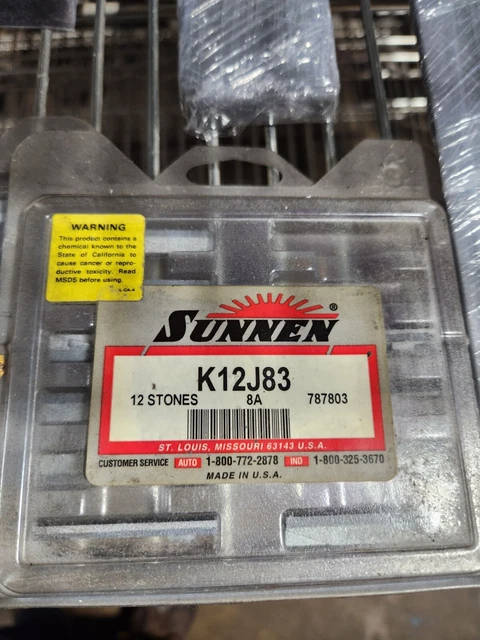 WARNING
This product contains a
chemical known to the
State of California to
cause cancer or repro-
ductive toxicity. Read
MSDS before using.
SUNNEN®
K12J83
12 STONES 8A 787803
ST. LOUIS, MISSOURI 63143 U.S.A.
CUSTOMER SERVICE AUTO 1-800-772-2878 IND 1-800-325-3670
MADE IN U.S.A.